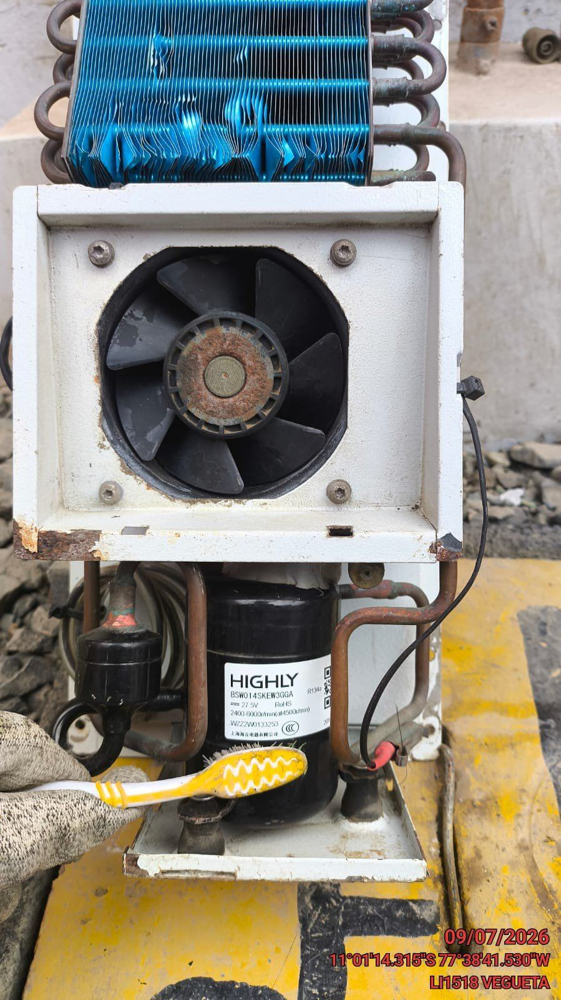 HIGHLY
BSW014SKEW3GGA
R134a
27.5V RoHS
2400-6000r/min(at4500r/min)
WZZ2W0133253
CCC
上海海立电器有限公司
09/07/2026
11°01'14.315"S 77°38'41.530"W
LI1518 VEGUETA